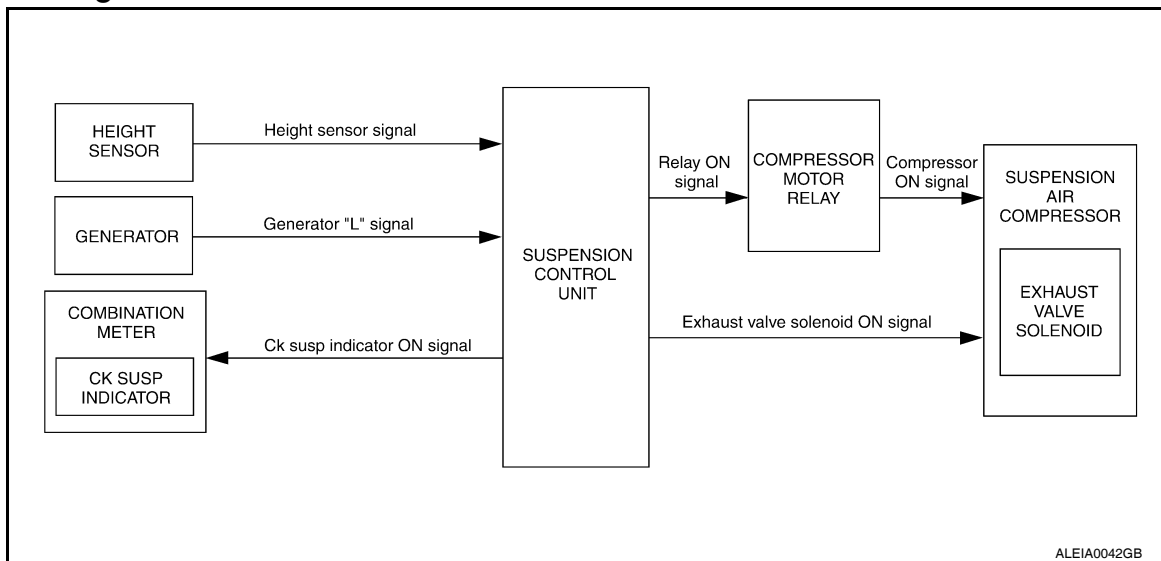 HEIGHT
SENSOR
Height sensor signal
GENERATOR
Generator "L" signal
COMBINATION
METER
CK SUSP
INDICATOR
Ck susp indicator ON signal
SUSPENSION
CONTROL
UNIT
Relay ON
signal
COMPRESSOR
MOTOR
RELAY
Compressor
ON signal
Exhaust valve solenoid ON signal
SUSPENSION
AIR
COMPRESSOR
EXHAUST
VALVE
SOLENOID
ALEIA0042GB